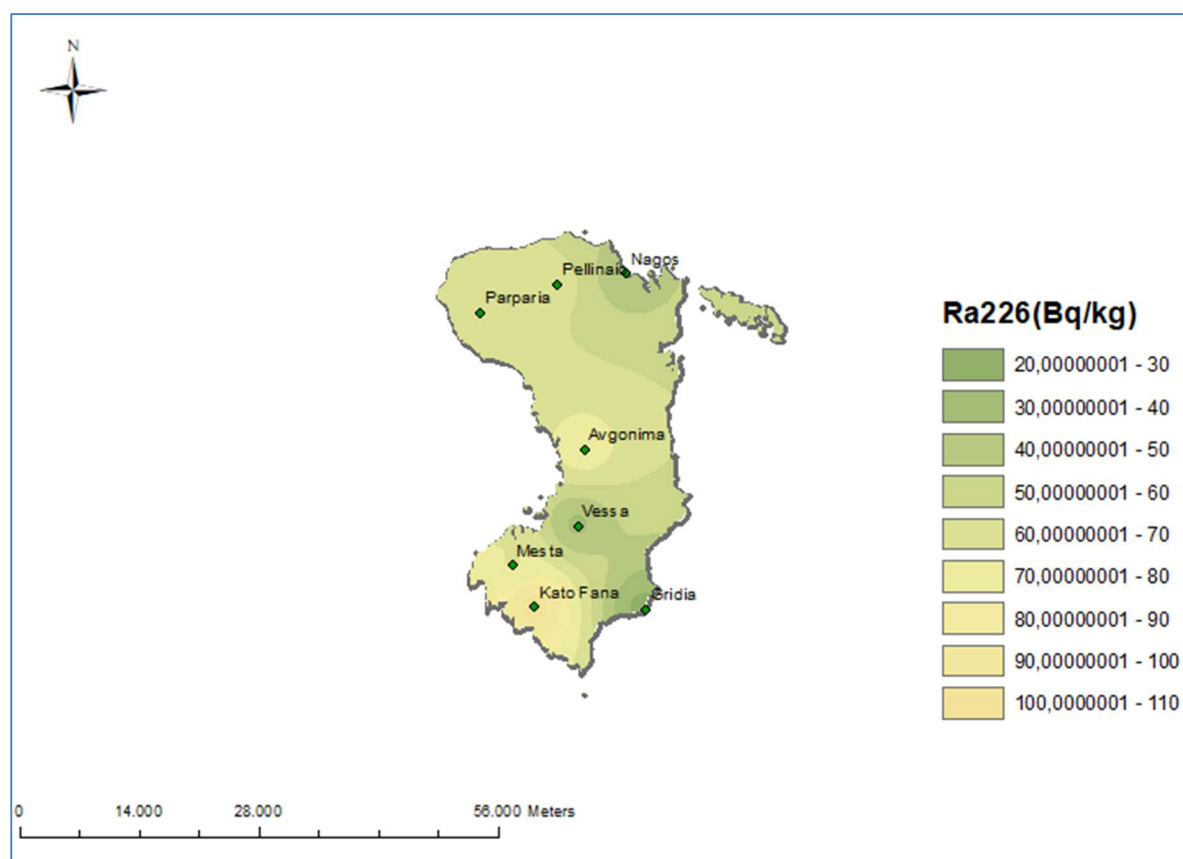 N
Nagos
Pellinaio
Parparia
Avgonima
Vessa
Mesta
Kato Fana
Gridia
Ra226(Bq/kg)
20,00000001 - 30
30,00000001 - 40
40,00000001 - 50
50,00000001 - 60
60,00000001 - 70
70,00000001 - 80
80,00000001 - 90
90,00000001 - 100
100,0000001 - 110
0 14.000 28.000 56.000 Meters